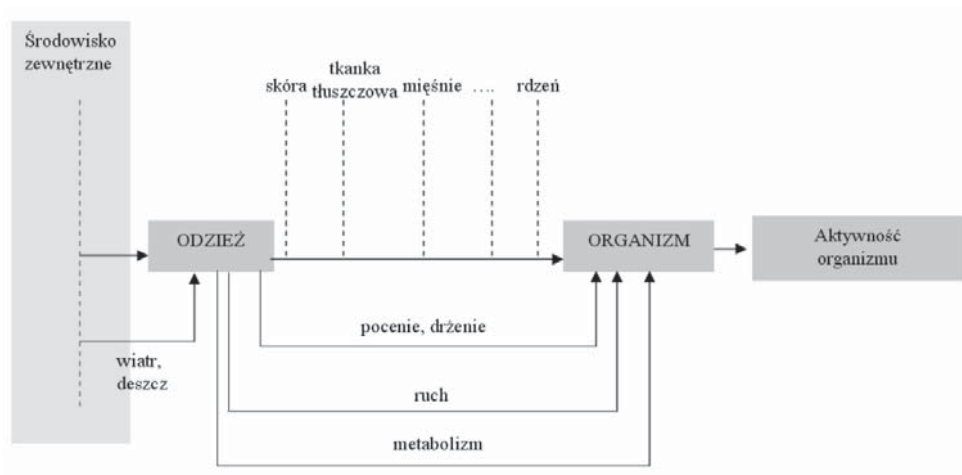 Środowisko
zewnętrzne
skóra
tkanka
tłuszczowa
mięśnie
....
rdzeń
ODZIEŻ
ORGANIZM
Aktywność
organizmu
pocenie, drżenie
wiatr,
deszcz
ruch
metabolizm